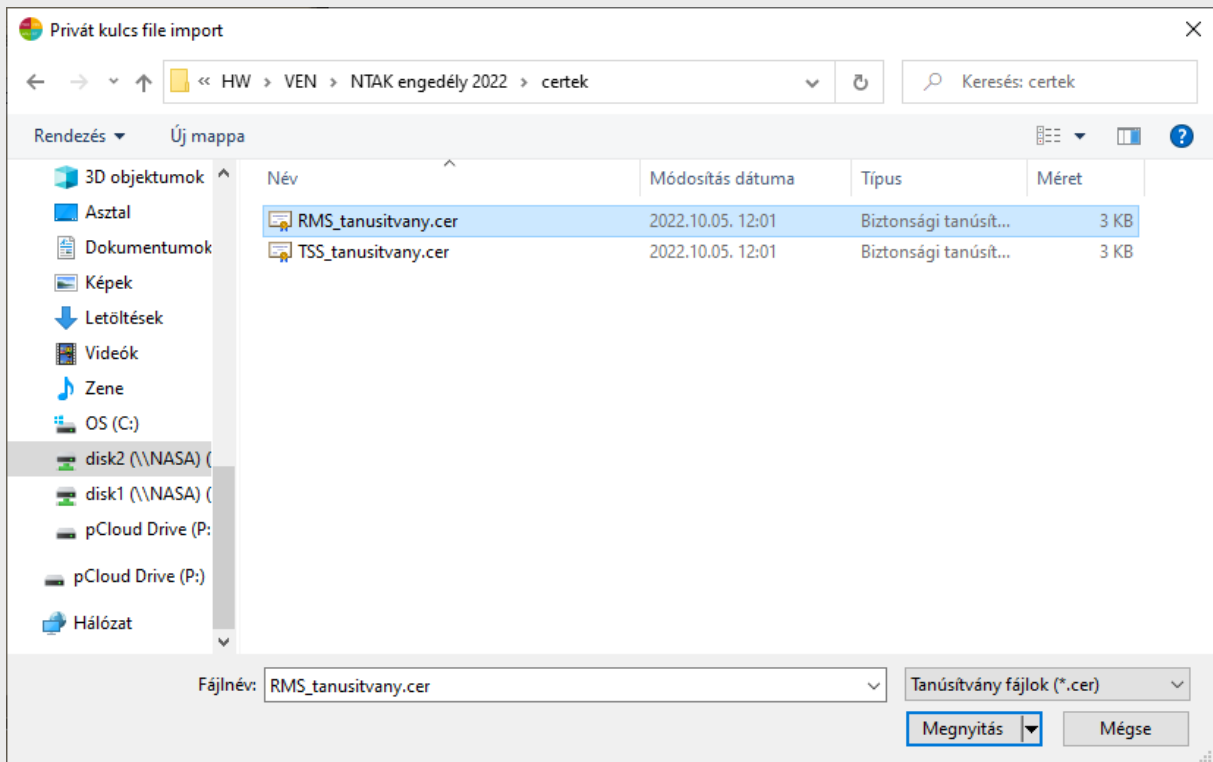 Privát kulcs file import
« HW > VEN > NTAK engedély 2022 > certek
Keresés: certek
Rendezés
Új mappa
3D objektumok
Asztal
Dokumentumok
Képek
Letöltések
Videók
Zene
OS (C:)
disk2 (\\NASA) (
disk1 (\\NASA) (
pCloud Drive (P:
pCloud Drive (P:)
Hálózat
Név Módosítás dátuma Típus Méret
RMS_tanusitvany.cer 2022.10.05. 12:01 Biztonsági tanúsít... 3 KB
TSS_tanusitvany.cer 2022.10.05. 12:01 Biztonsági tanúsít... 3 KB
Fájlnév: RMS_tanusitvany.cer Tanúsítvány fájlok (*.cer)
Megnyitás Mégse